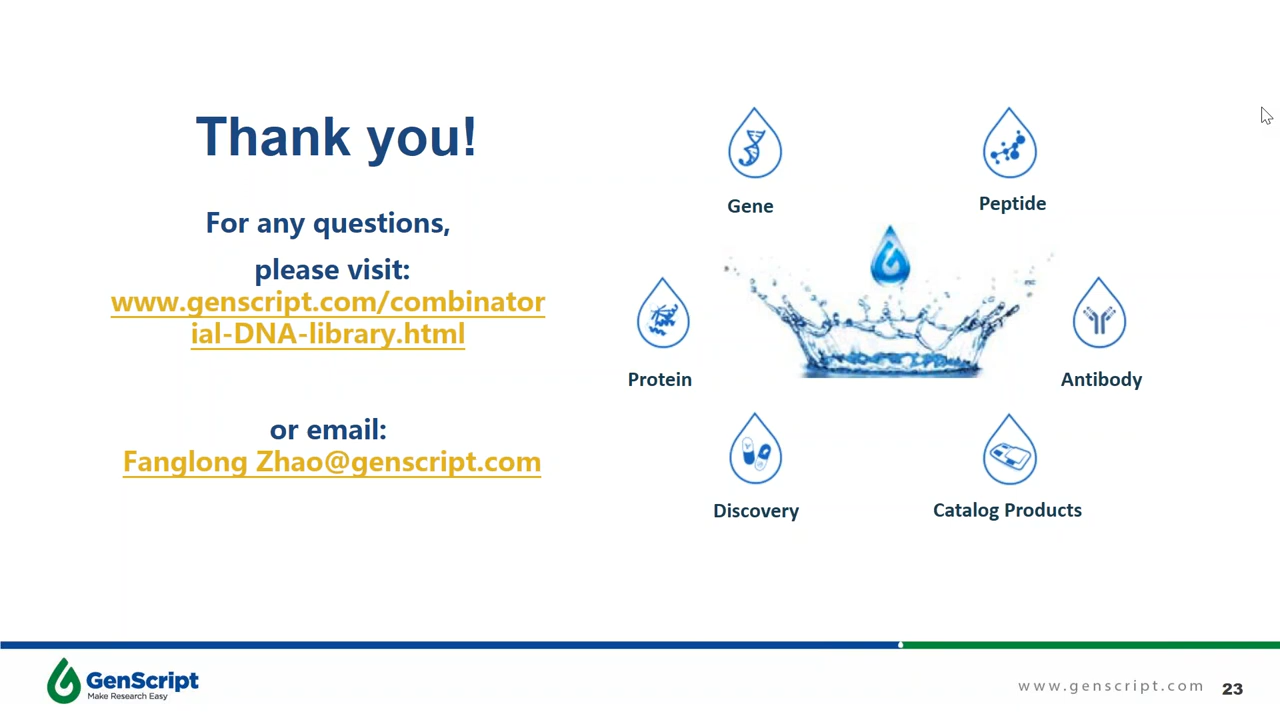 Thank you!
For any questions,
please visit:
www.genscript.com/combinator
ial-DNA-library.html
or email:
Fanglong Zhao@genscript.com
Gene
Peptide
Protein
Antibody
Discovery
Catalog Products
GenScript
Make Research Easy
www.genscript.com
23